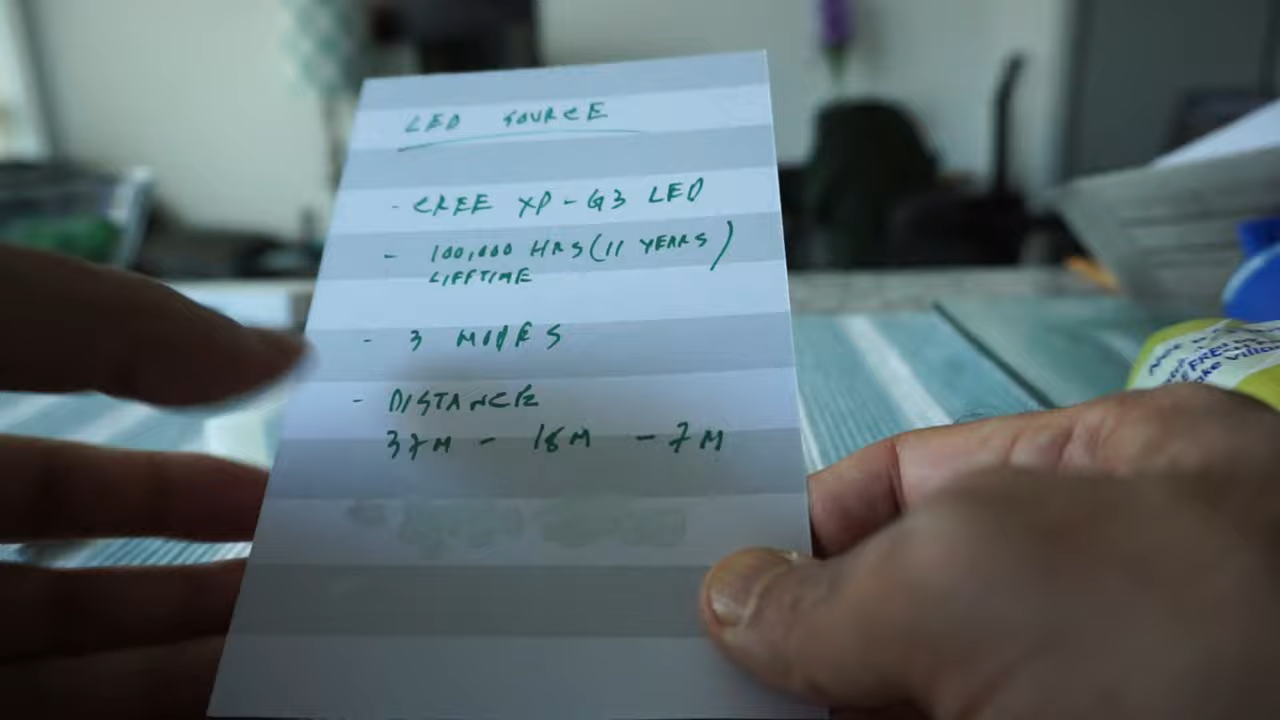 LED SOURCE
- CREE XP-G3 LED
- 100,000 HRS (11 YEARS)
LIFETIME
- 3 MODES
- DISTANCE
37M - 18M - 7M